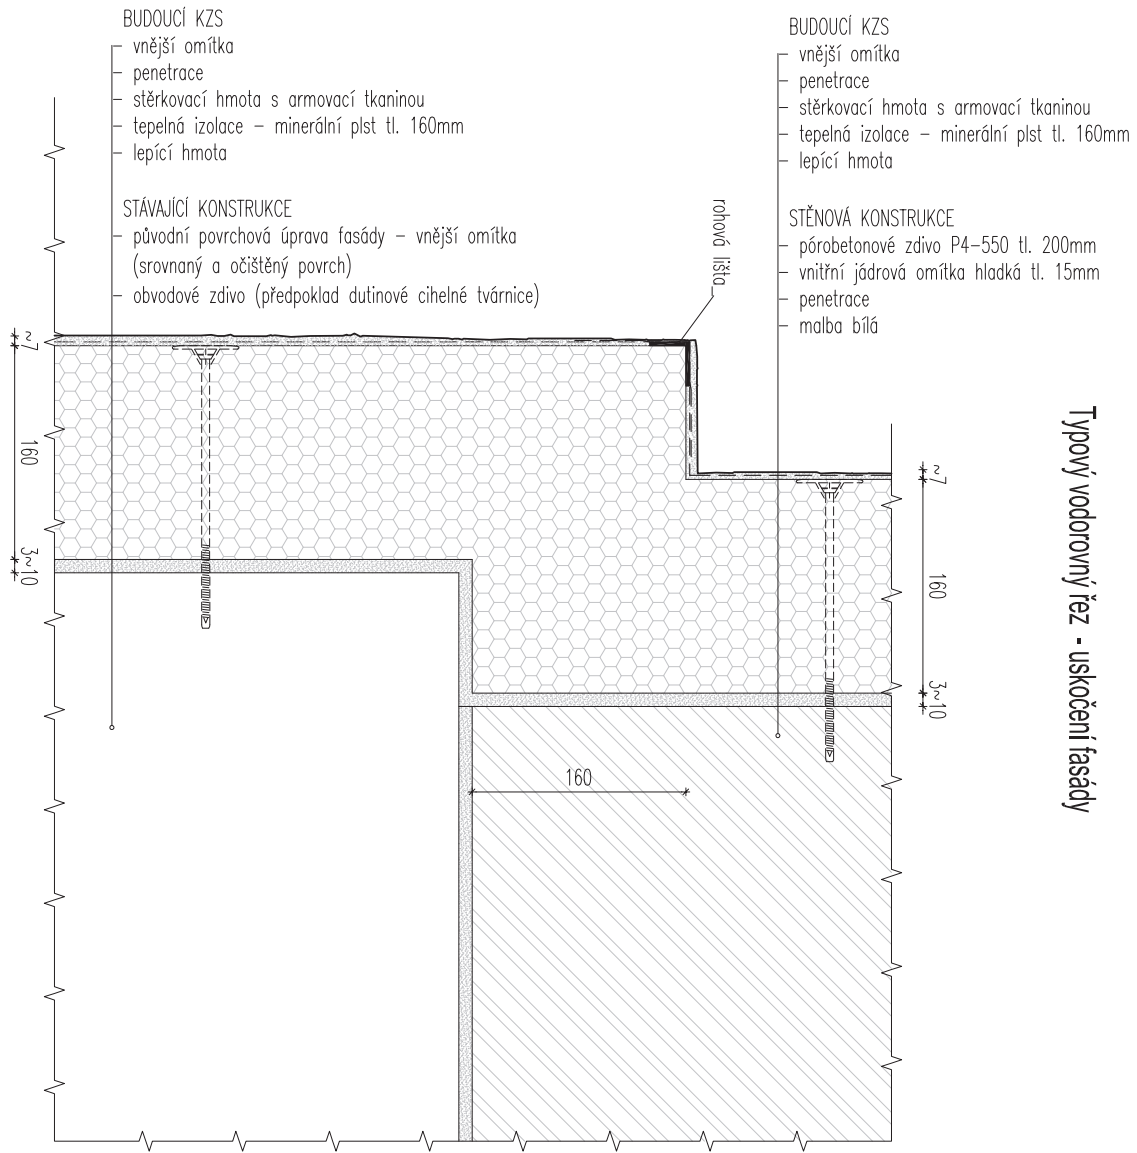 BUDOUCÍ KZS
– vnější omítka
– penetrace
– stěrkovací hmota s armovací tkaninou
– tepelná izolace – minerální plst tl. 160mm
– lepící hmota
STÁVAJÍCÍ KONSTRUKCE
– původní povrchová úprava fasády – vnější omítka
(srovnaný a očištěný povrch)
– obvodové zdivo (předpoklad dutinové cihelné tvárnice)
BUDOUCÍ KZS
– vnější omítka
– penetrace
– stěrkovací hmota s armovací tkaninou
– tepelná izolace – minerální plst tl. 160mm
– lepící hmota
STĚNOVÁ KONSTRUKCE
– pórobetonové zdivo P4–550 tl. 200mm
– vnitřní jádrová omítka hladká tl. 15mm
– penetrace
– malba bílá
rohová lišta
~7
160
3~10
~7
160
3~10
160
Typový vodorovný řez - uskočení fasády